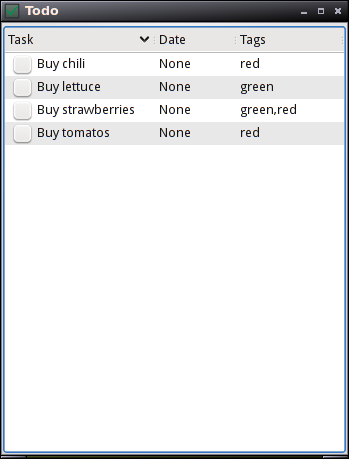 Todo
Task Date Tags
Buy chili None red
Buy lettuce None green
Buy strawberries None green,red
Buy tomatos None red